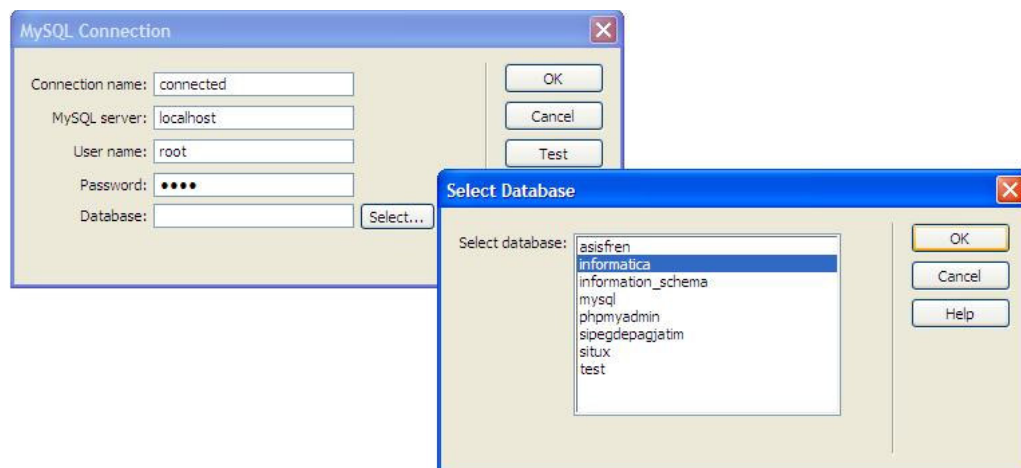 MySQL Connection
Connection name: connected
OK
MySQL server: localhost
Cancel
User name: root
Test
Password: ••••
Database:
Select...
Select Database
Select database:
asisfren
informatica
information_schema
mysql
phpmyadmin
sipegdepagjatim
situx
test
OK
Cancel
Help